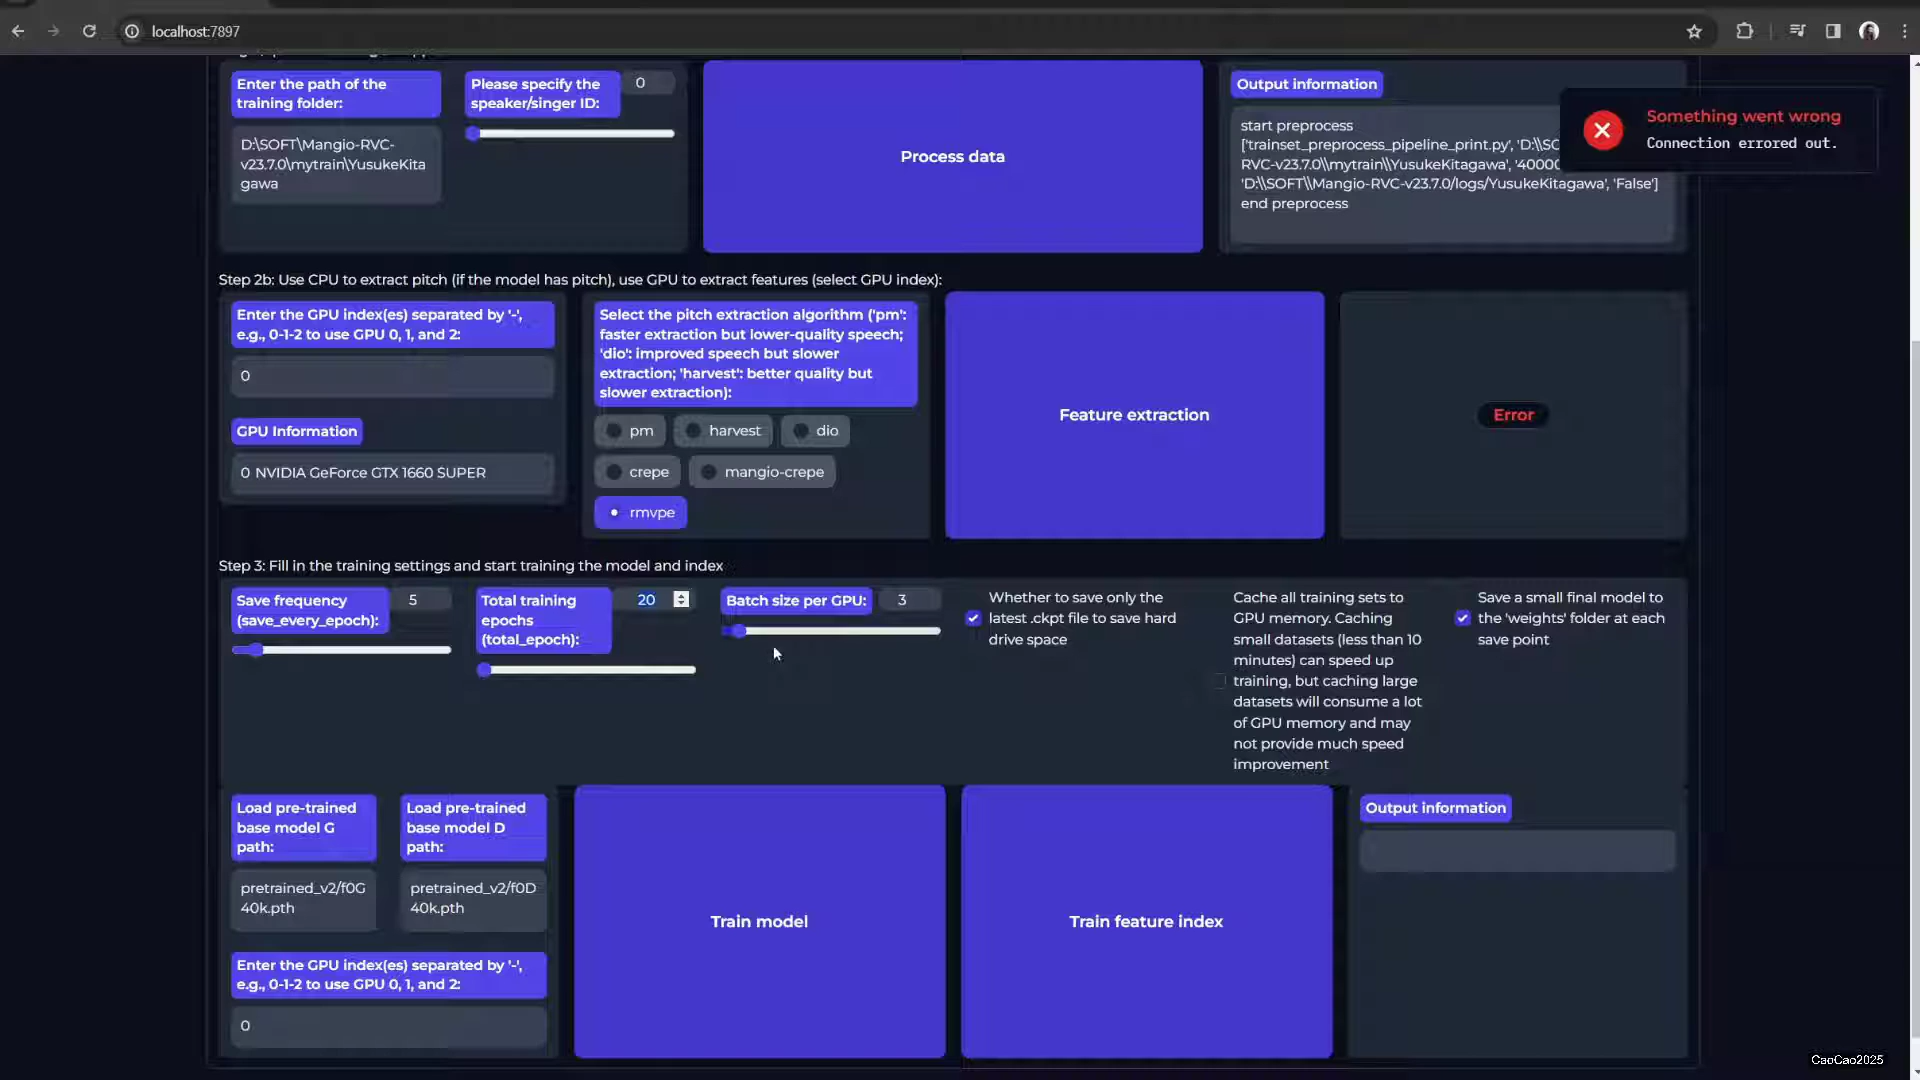 localhost:7897
Enter the path of the
training folder:
D:\SOFT\Mangio-RVC-
v23.7.0\mytrain\YusukeKita
gawa
Please specify the
speaker/singer ID:
0
Process data
Output information
start preprocess
['trainset_preprocess_pipeline_print.py', 'D:\\SC
RVC-v23.7.0\\mytrain\\YusukeKitagawa', '40000
'D:\\SOFT\\Mangio-RVC-v23.7.0/logs/YusukeKitagawa', 'False']
end preprocess
Something went wrong
Connection errored out.
Step 2b: Use CPU to extract pitch (if the model has pitch), use GPU to extract features (select GPU index):
Enter the GPU index(es) separated by '-',
e.g., 0-1-2 to use GPU 0, 1, and 2:
0
GPU Information
0 NVIDIA GeForce GTX 1660 SUPER
Select the pitch extraction algorithm ('pm':
faster extraction but lower-quality speech;
'dio': improved speech but slower
extraction; 'harvest': better quality but
slower extraction):
pm
harvest
dio
crepe
mangio-crepe
rmvpe
Feature extraction
Error
Step 3: Fill in the training settings and start training the model and index
Save frequency
(save_every_epoch):
5
Total training
epochs
(total_epoch):
20
Batch size per GPU:
3
Whether to save only the
latest .ckpt file to save hard
drive space
Cache all training sets to
GPU memory. Caching
small datasets (less than 10
minutes) can speed up
training, but caching large
datasets will consume a lot
of GPU memory and may
not provide much speed
improvement
Save a small final model to
the 'weights' folder at each
save point
Load pre-trained
base model G
path:
pretrained_v2/f0G
40k.pth
Load pre-trained
base model D
path:
pretrained_v2/f0D
40k.pth
Enter the GPU index(es) separated by '-',
e.g., 0-1-2 to use GPU 0, 1, and 2:
0
Train model
Train feature index
Output information
CaoCao2025